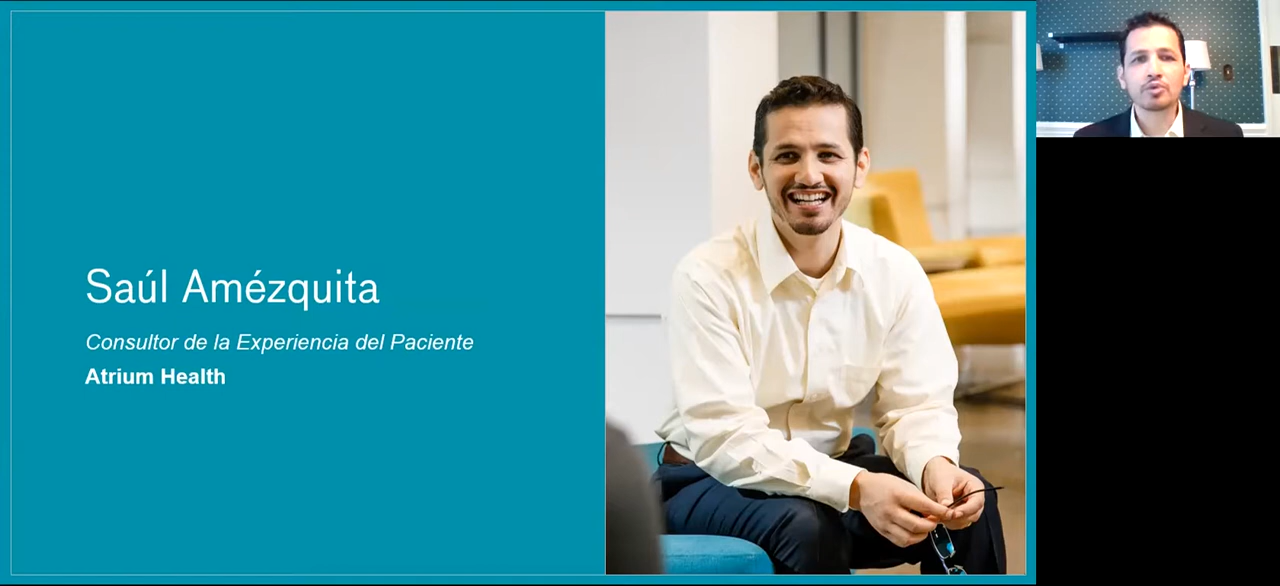 Saúl Amézquita
Consultor de la Experiencia del Paciente
Atrium Health